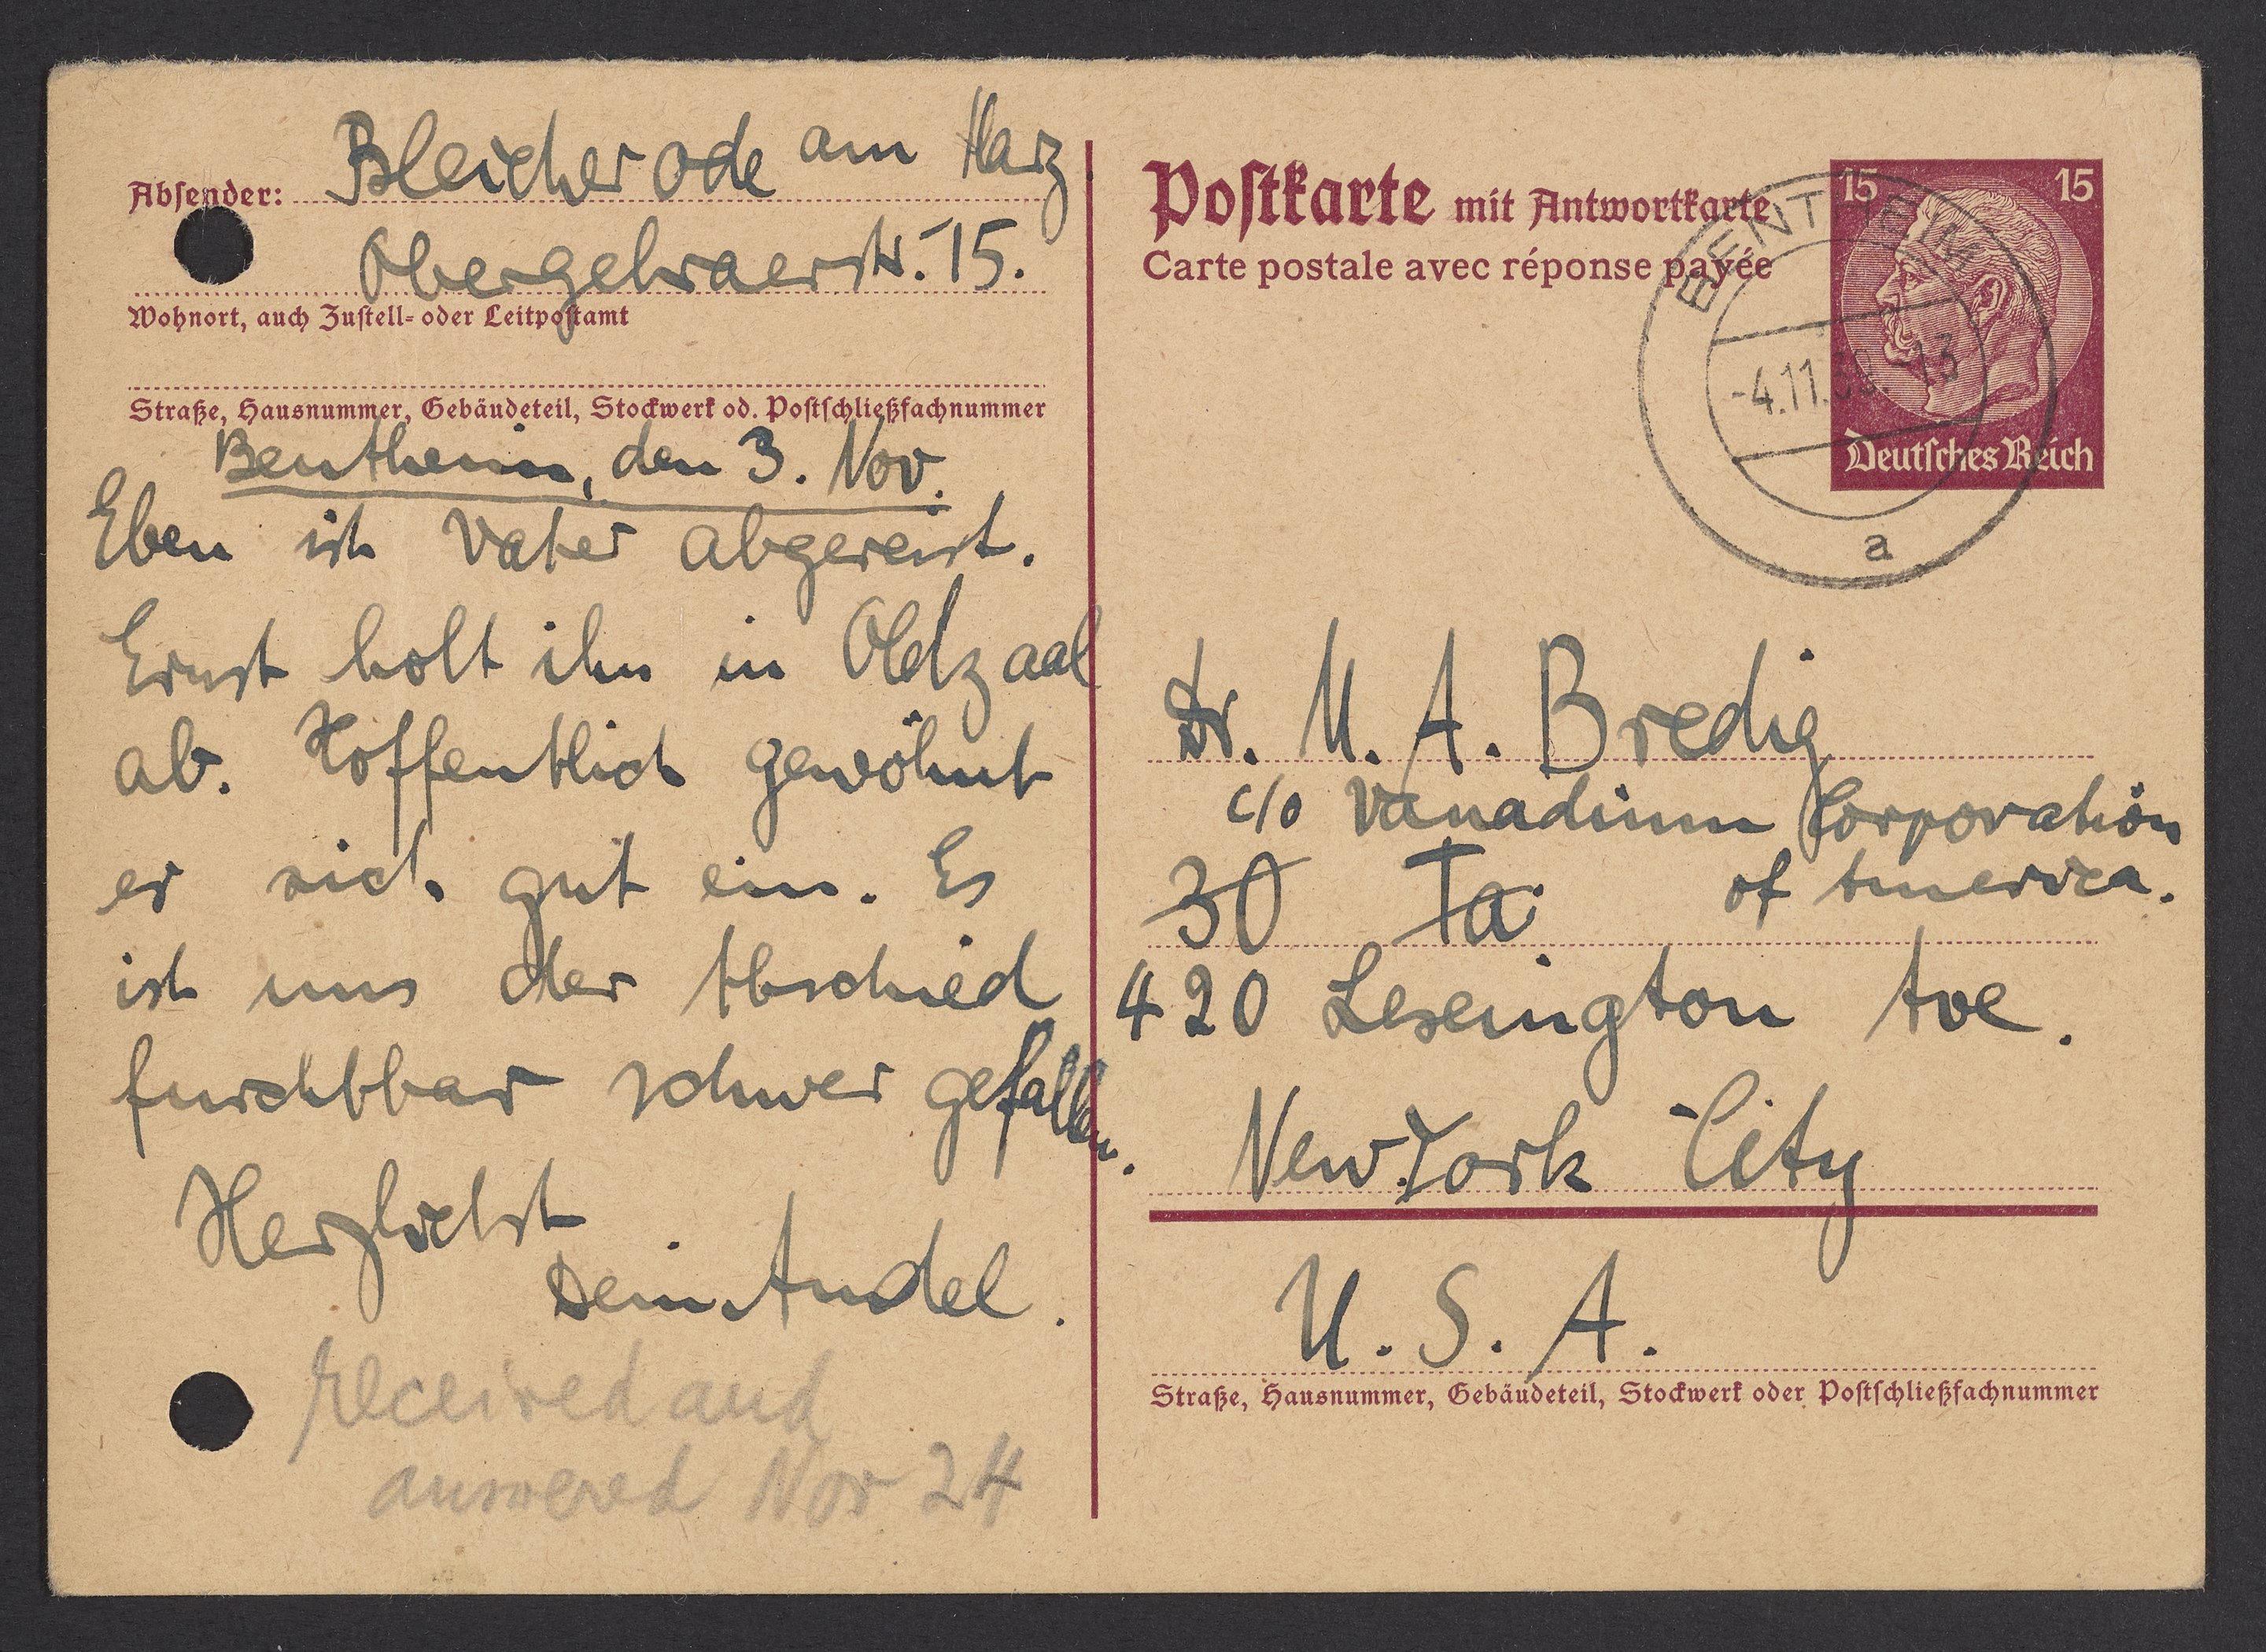 Absender: Bleicherode am Harz
Obergebraerstr. 15.
Wohnort, auch Zustell- oder Leitpostamt
Straße, Hausnummer, Gebäudeteil, Stockwerk od. Postschließfachnummer
Bentheim, den 3. Nov.
Eben ist Vater abgereist.
Ernst holt ihn in Oldzaal
ab. Hoffentlich gewöhnt
er sich gut ein. Es
ist uns der Abschied
furchtbar schwer gefallen.
Herzlichst
Dein Andel.
received and
answered Nov 24
Postkarte mit Antwortkarte
Carte postale avec réponse payée
15 15
Deutsches Reich
BENTHEIM
-4.11.39.-13
a
Dr. M. A. Bredig
c/o Vanadium Corporation
30 Ta of America.
420 Lexington Ave.
New York City
U. S. A.
Straße, Hausnummer, Gebäudeteil, Stockwerk oder Postschließfachnummer